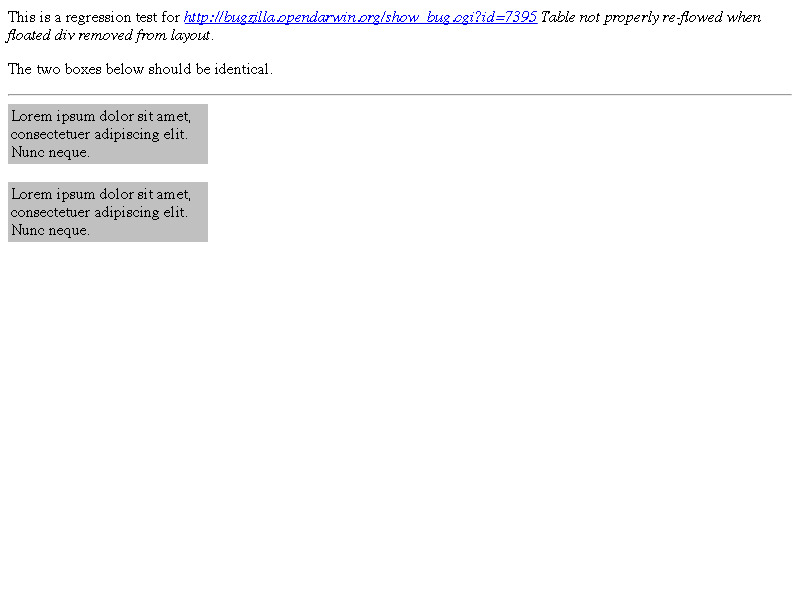 This is a regression test for http://bugzilla.opendarwin.org/show_bug.cgi?id=7395 Table not properly re-flowed when
floated div removed from layout.
The two boxes below should be identical.
Lorem ipsum dolor sit amet,
consectetuer adipiscing elit.
Nunc neque.
Lorem ipsum dolor sit amet,
consectetuer adipiscing elit.
Nunc neque.